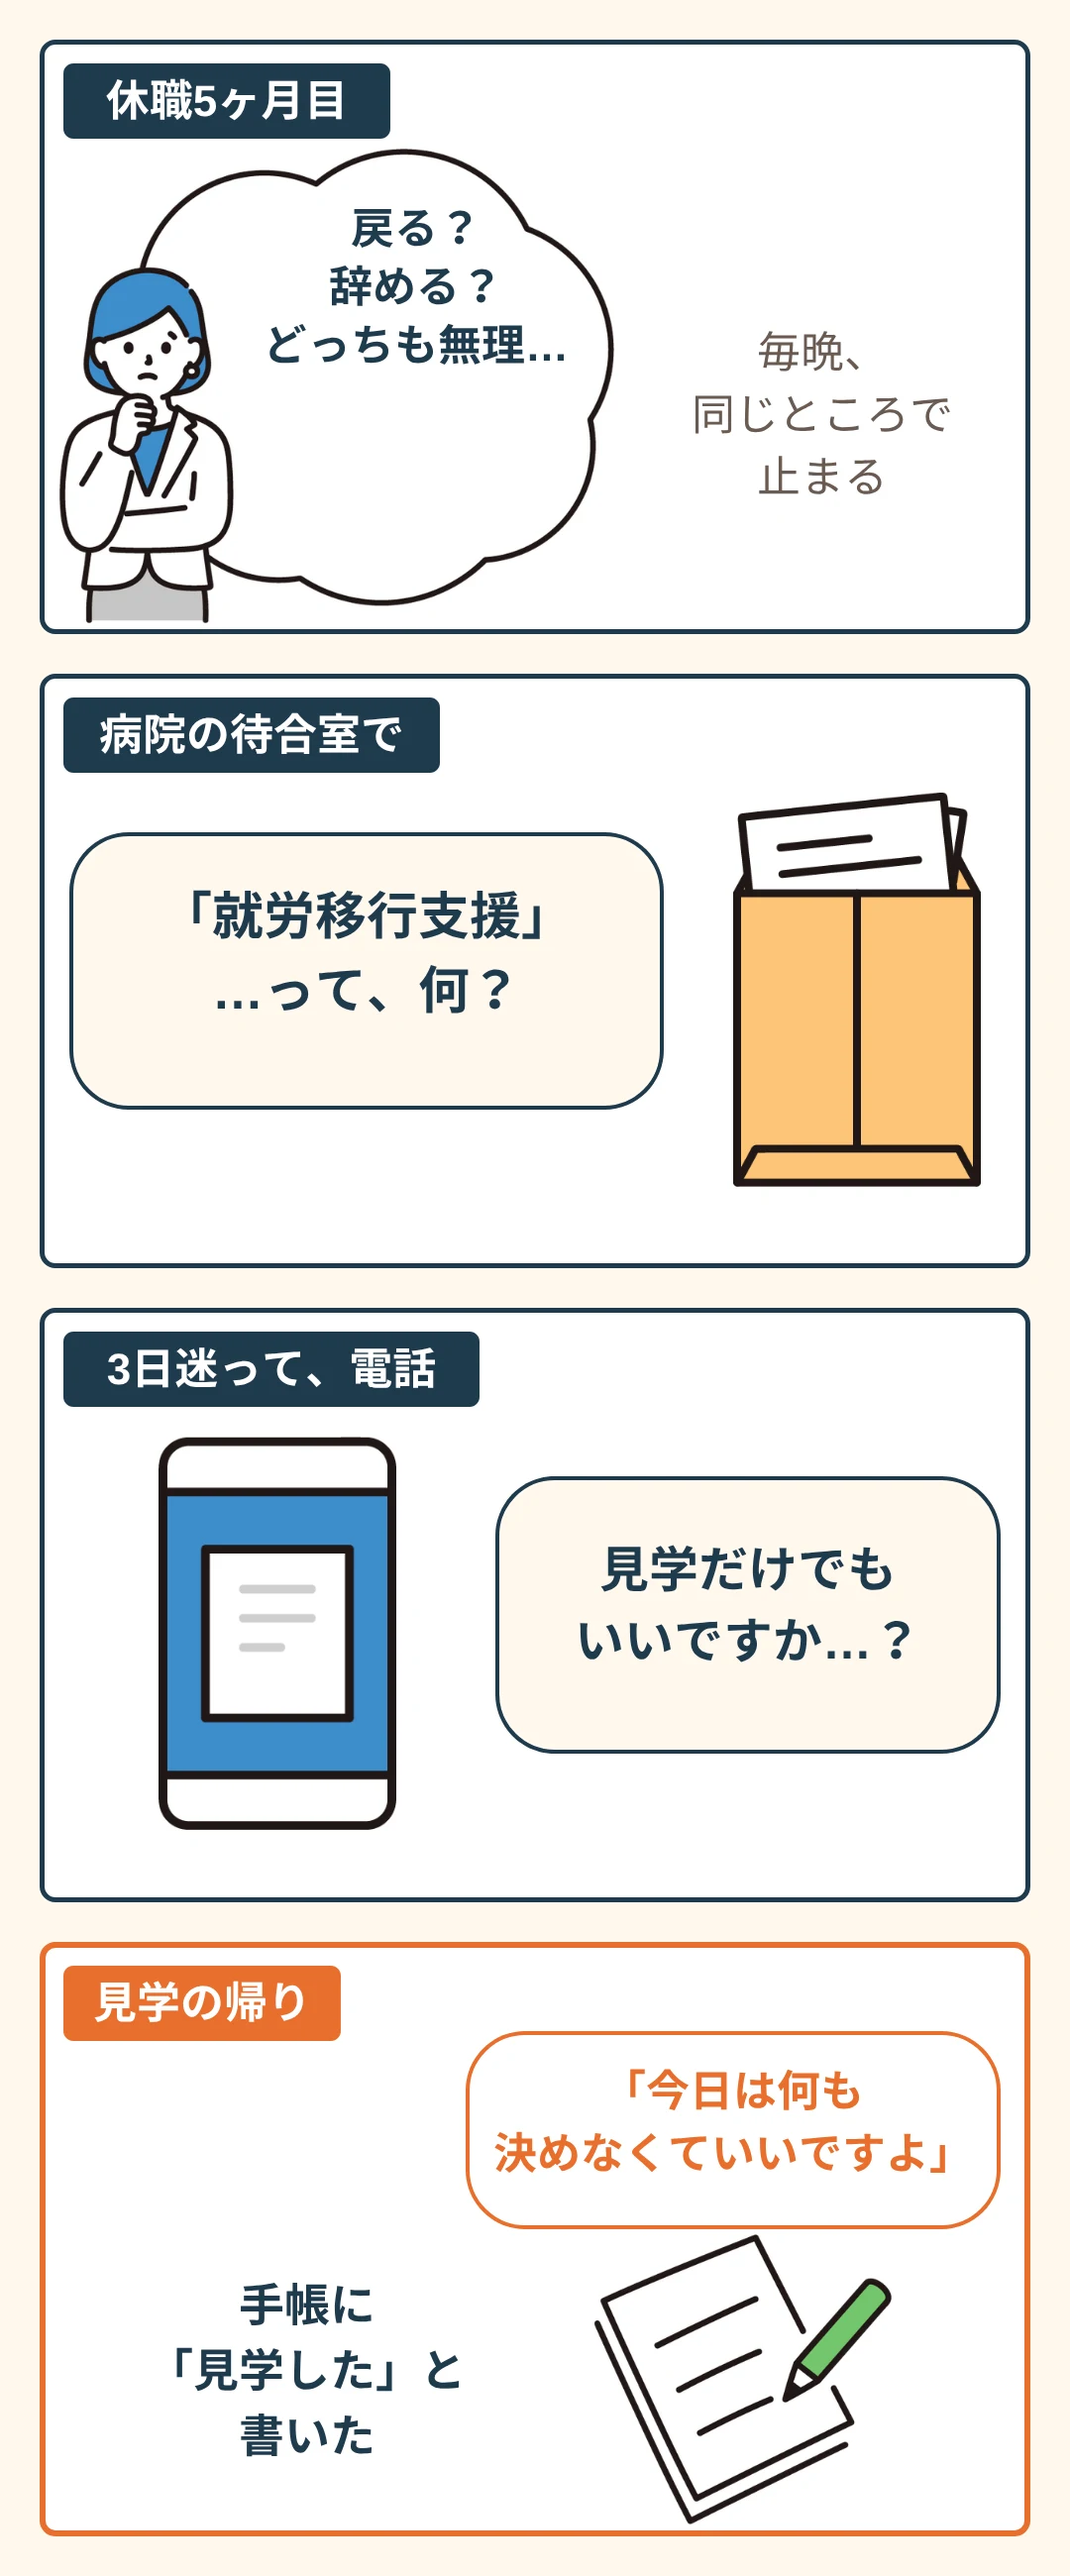 休職5ヶ月目
戻る？
辞める？
どっちも無理…
毎晩、
同じところで
止まる
病院の待合室で
「就労移行支援」
…って、何？
3日迷って、電話
見学だけでも
いいですか…？
見学の帰り
「今日は何も
決めなくていいですよ」
手帳に
「見学した」と
書いた